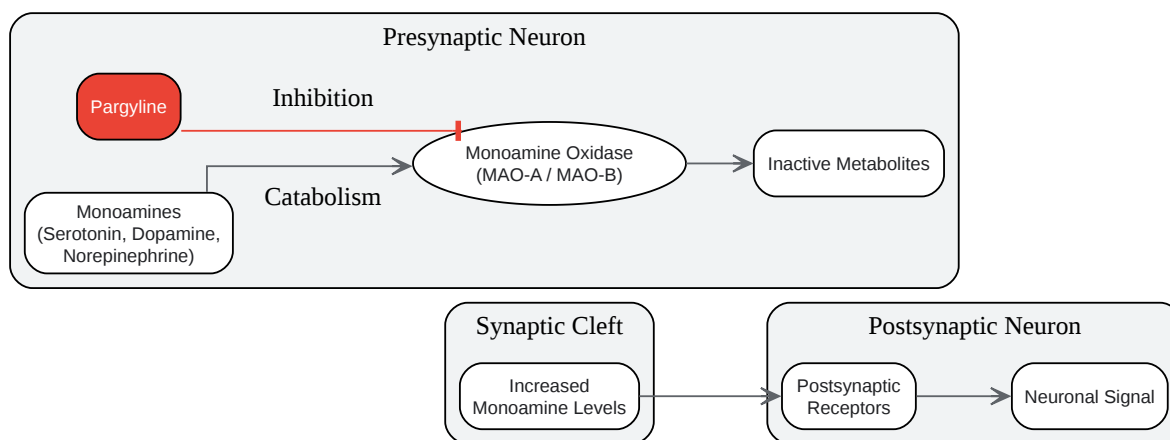 Presynaptic Neuron
Pargyline
Inhibition
Monoamine Oxidase
(MAO-A / MAO-B)
Inactive Metabolites
Catabolism
Monoamines
(Serotonin, Dopamine,
Norepinephrine)
Synaptic Cleft
Increased
Monoamine Levels
Postsynaptic Neuron
Postsynaptic
Receptors
Neuronal Signal